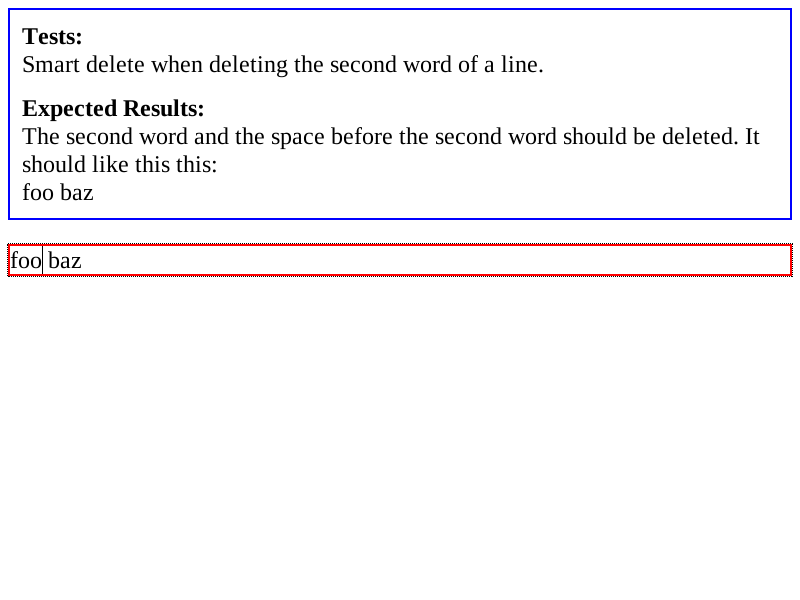 Tests:
Smart delete when deleting the second word of a line.
Expected Results:
The second word and the space before the second word should be deleted. It
should like this this:
foo baz
foo baz